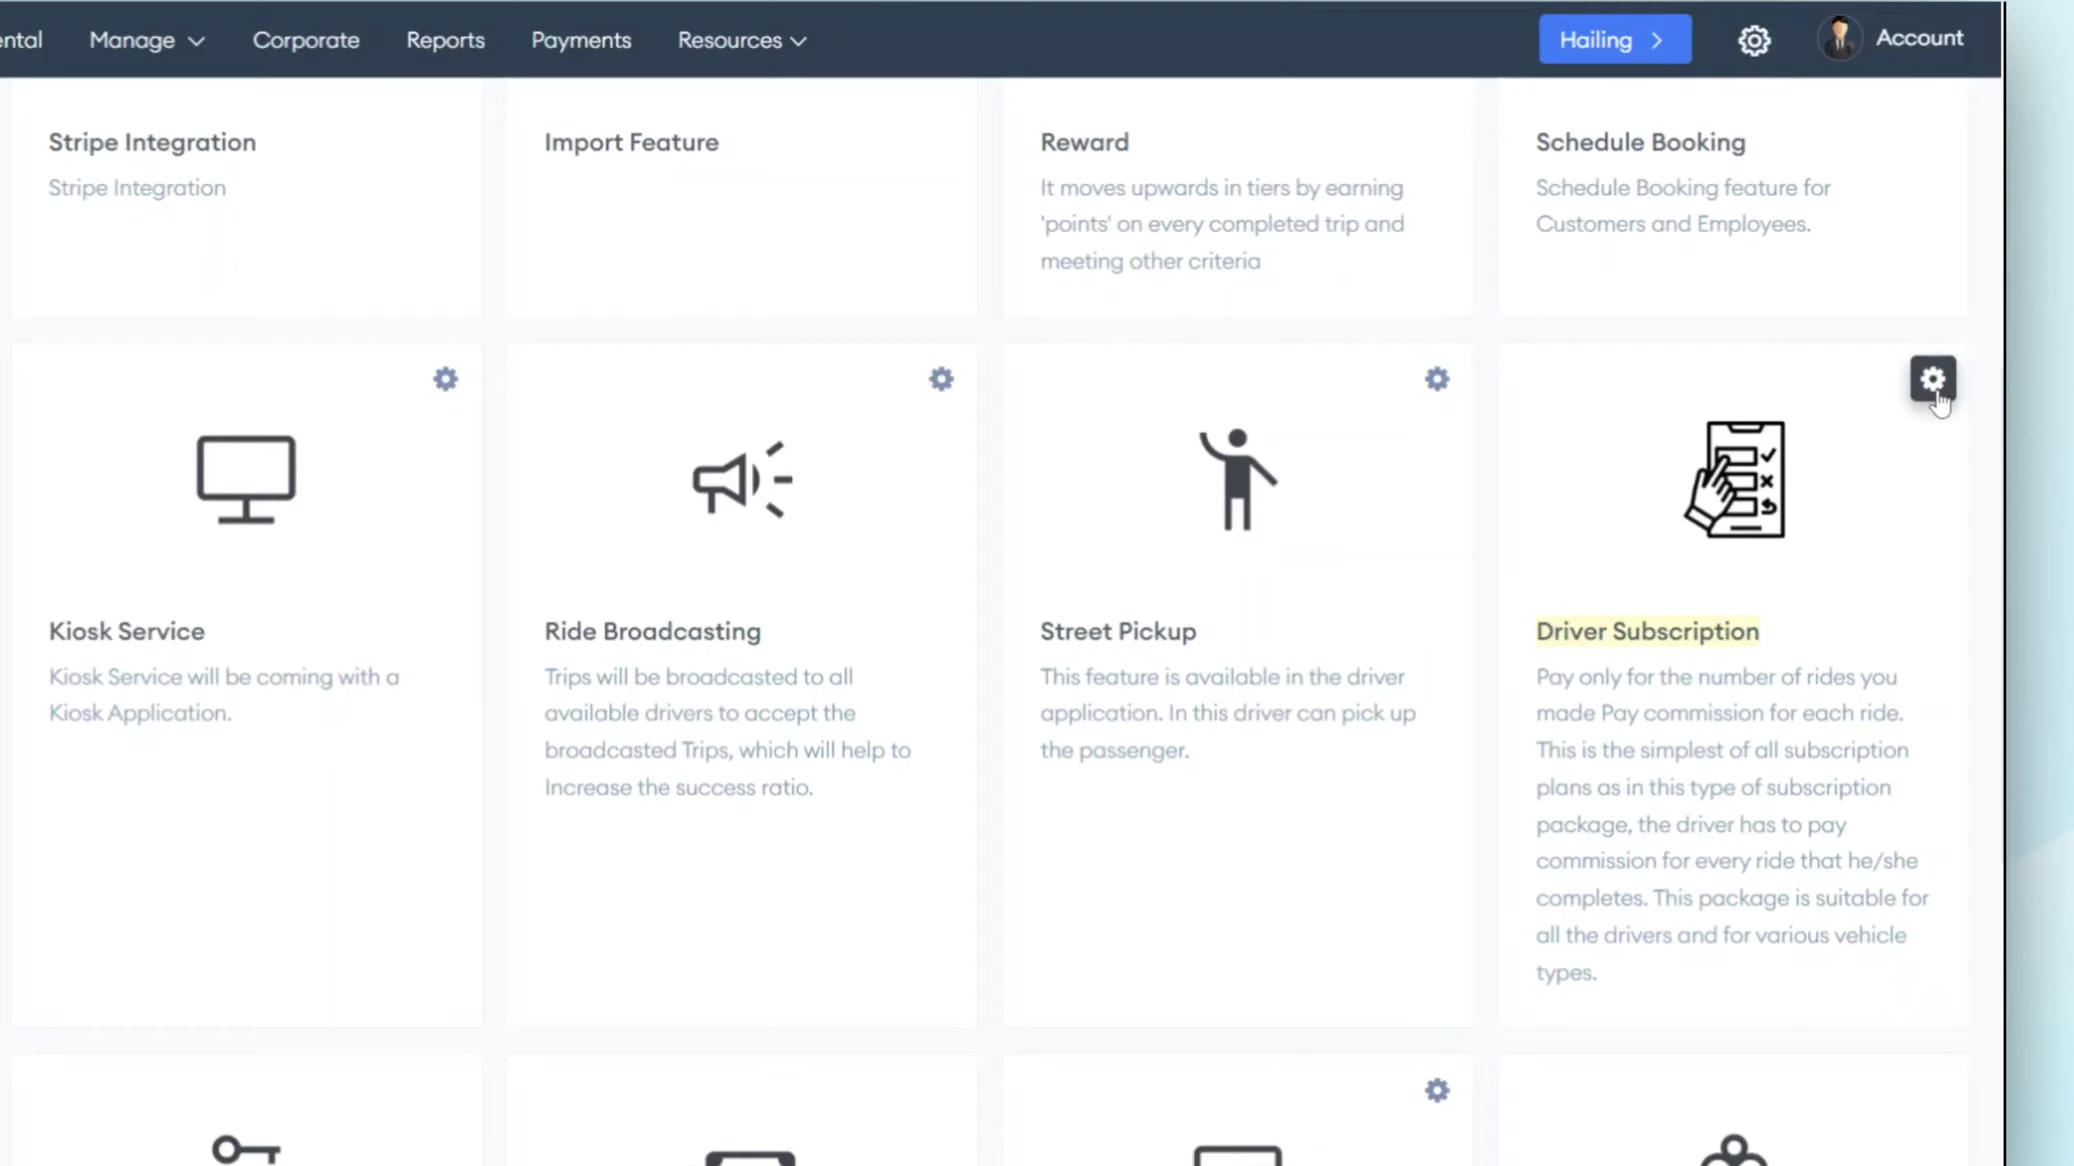 ental
Manage
Corporate
Reports
Payments
Resources
Hailing
Account
Stripe Integration
Stripe Integration
Import Feature
Reward
It moves upwards in tiers by earning
'points' on every completed trip and
meeting other criteria
Schedule Booking
Schedule Booking feature for
Customers and Employees.
Kiosk Service
Kiosk Service will be coming with a
Kiosk Application.
Ride Broadcasting
Trips will be broadcasted to all
available drivers to accept the
broadcasted Trips, which will help to
Increase the success ratio.
Street Pickup
This feature is available in the driver
application. In this driver can pick up
the passenger.
Driver Subscription
Pay only for the number of rides you
made Pay commission for each ride.
This is the simplest of all subscription
plans as in this type of subscription
package, the driver has to pay
commission for every ride that he/she
completes. This package is suitable for
all the drivers and for various vehicle
types.